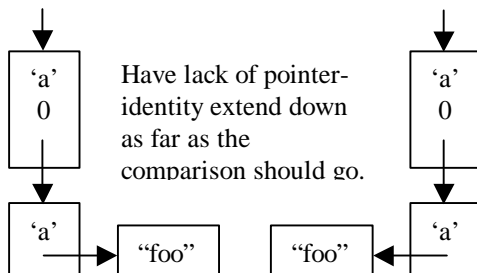 ‘a’
0
Have lack of pointer-
identity extend down
as far as the
comparison should go.
‘a’
0
‘a’
“foo”
“foo”
‘a’